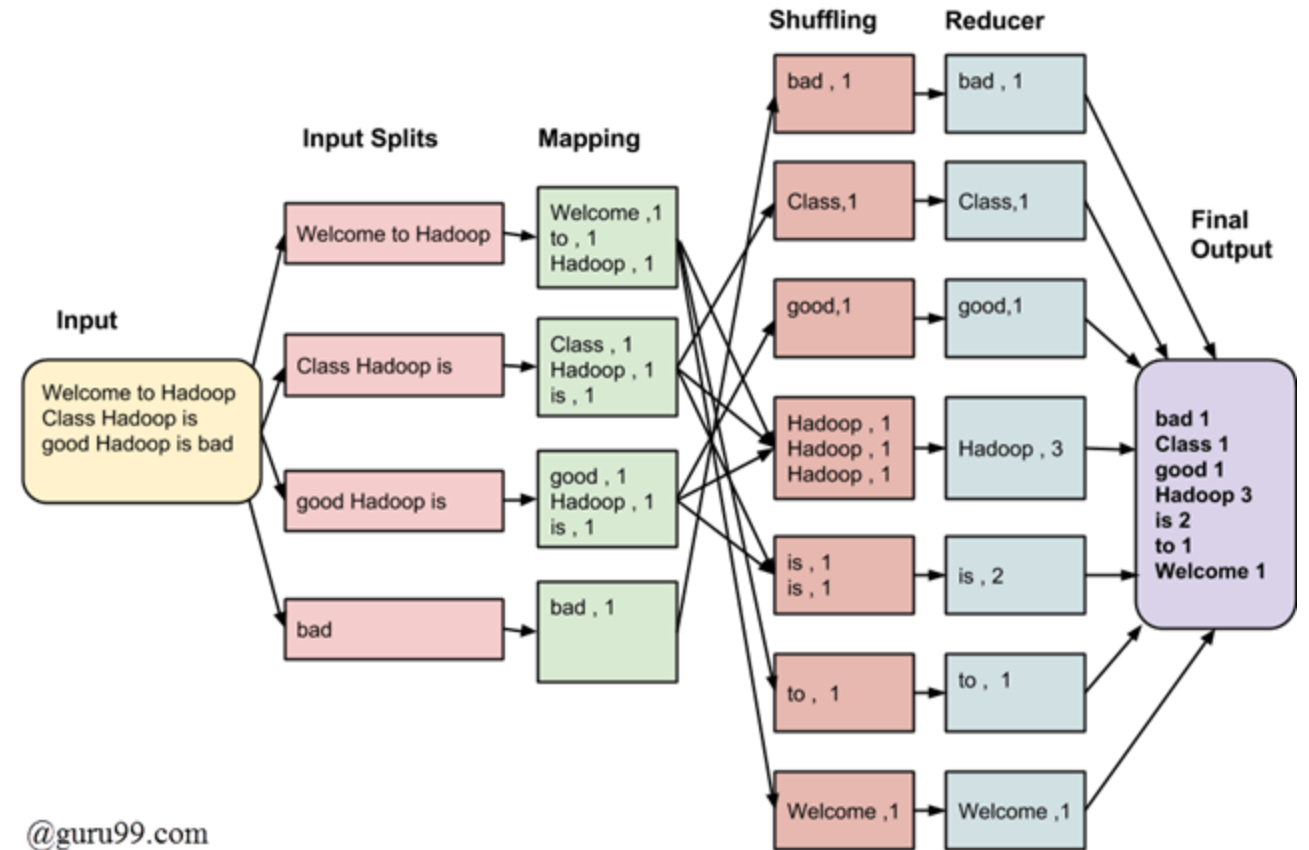 Shuffling
Reducer
Input Splits
Mapping
Input
Final
Output
Welcome to Hadoop
Class Hadoop is
good Hadoop is bad
Welcome to Hadoop
Class Hadoop is
good Hadoop is
bad
Welcome ,1
to , 1
Hadoop , 1
Class , 1
Hadoop , 1
is , 1
good , 1
Hadoop , 1
is , 1
bad , 1
bad , 1
Class,1
good,1
Hadoop , 1
Hadoop , 1
Hadoop , 1
is , 1
is , 1
to , 1
Welcome ,1
bad , 1
Class,1
good,1
Hadoop , 3
is , 2
to , 1
Welcome ,1
bad 1
Class 1
good 1
Hadoop 3
is 2
to 1
Welcome 1
@guru99.com